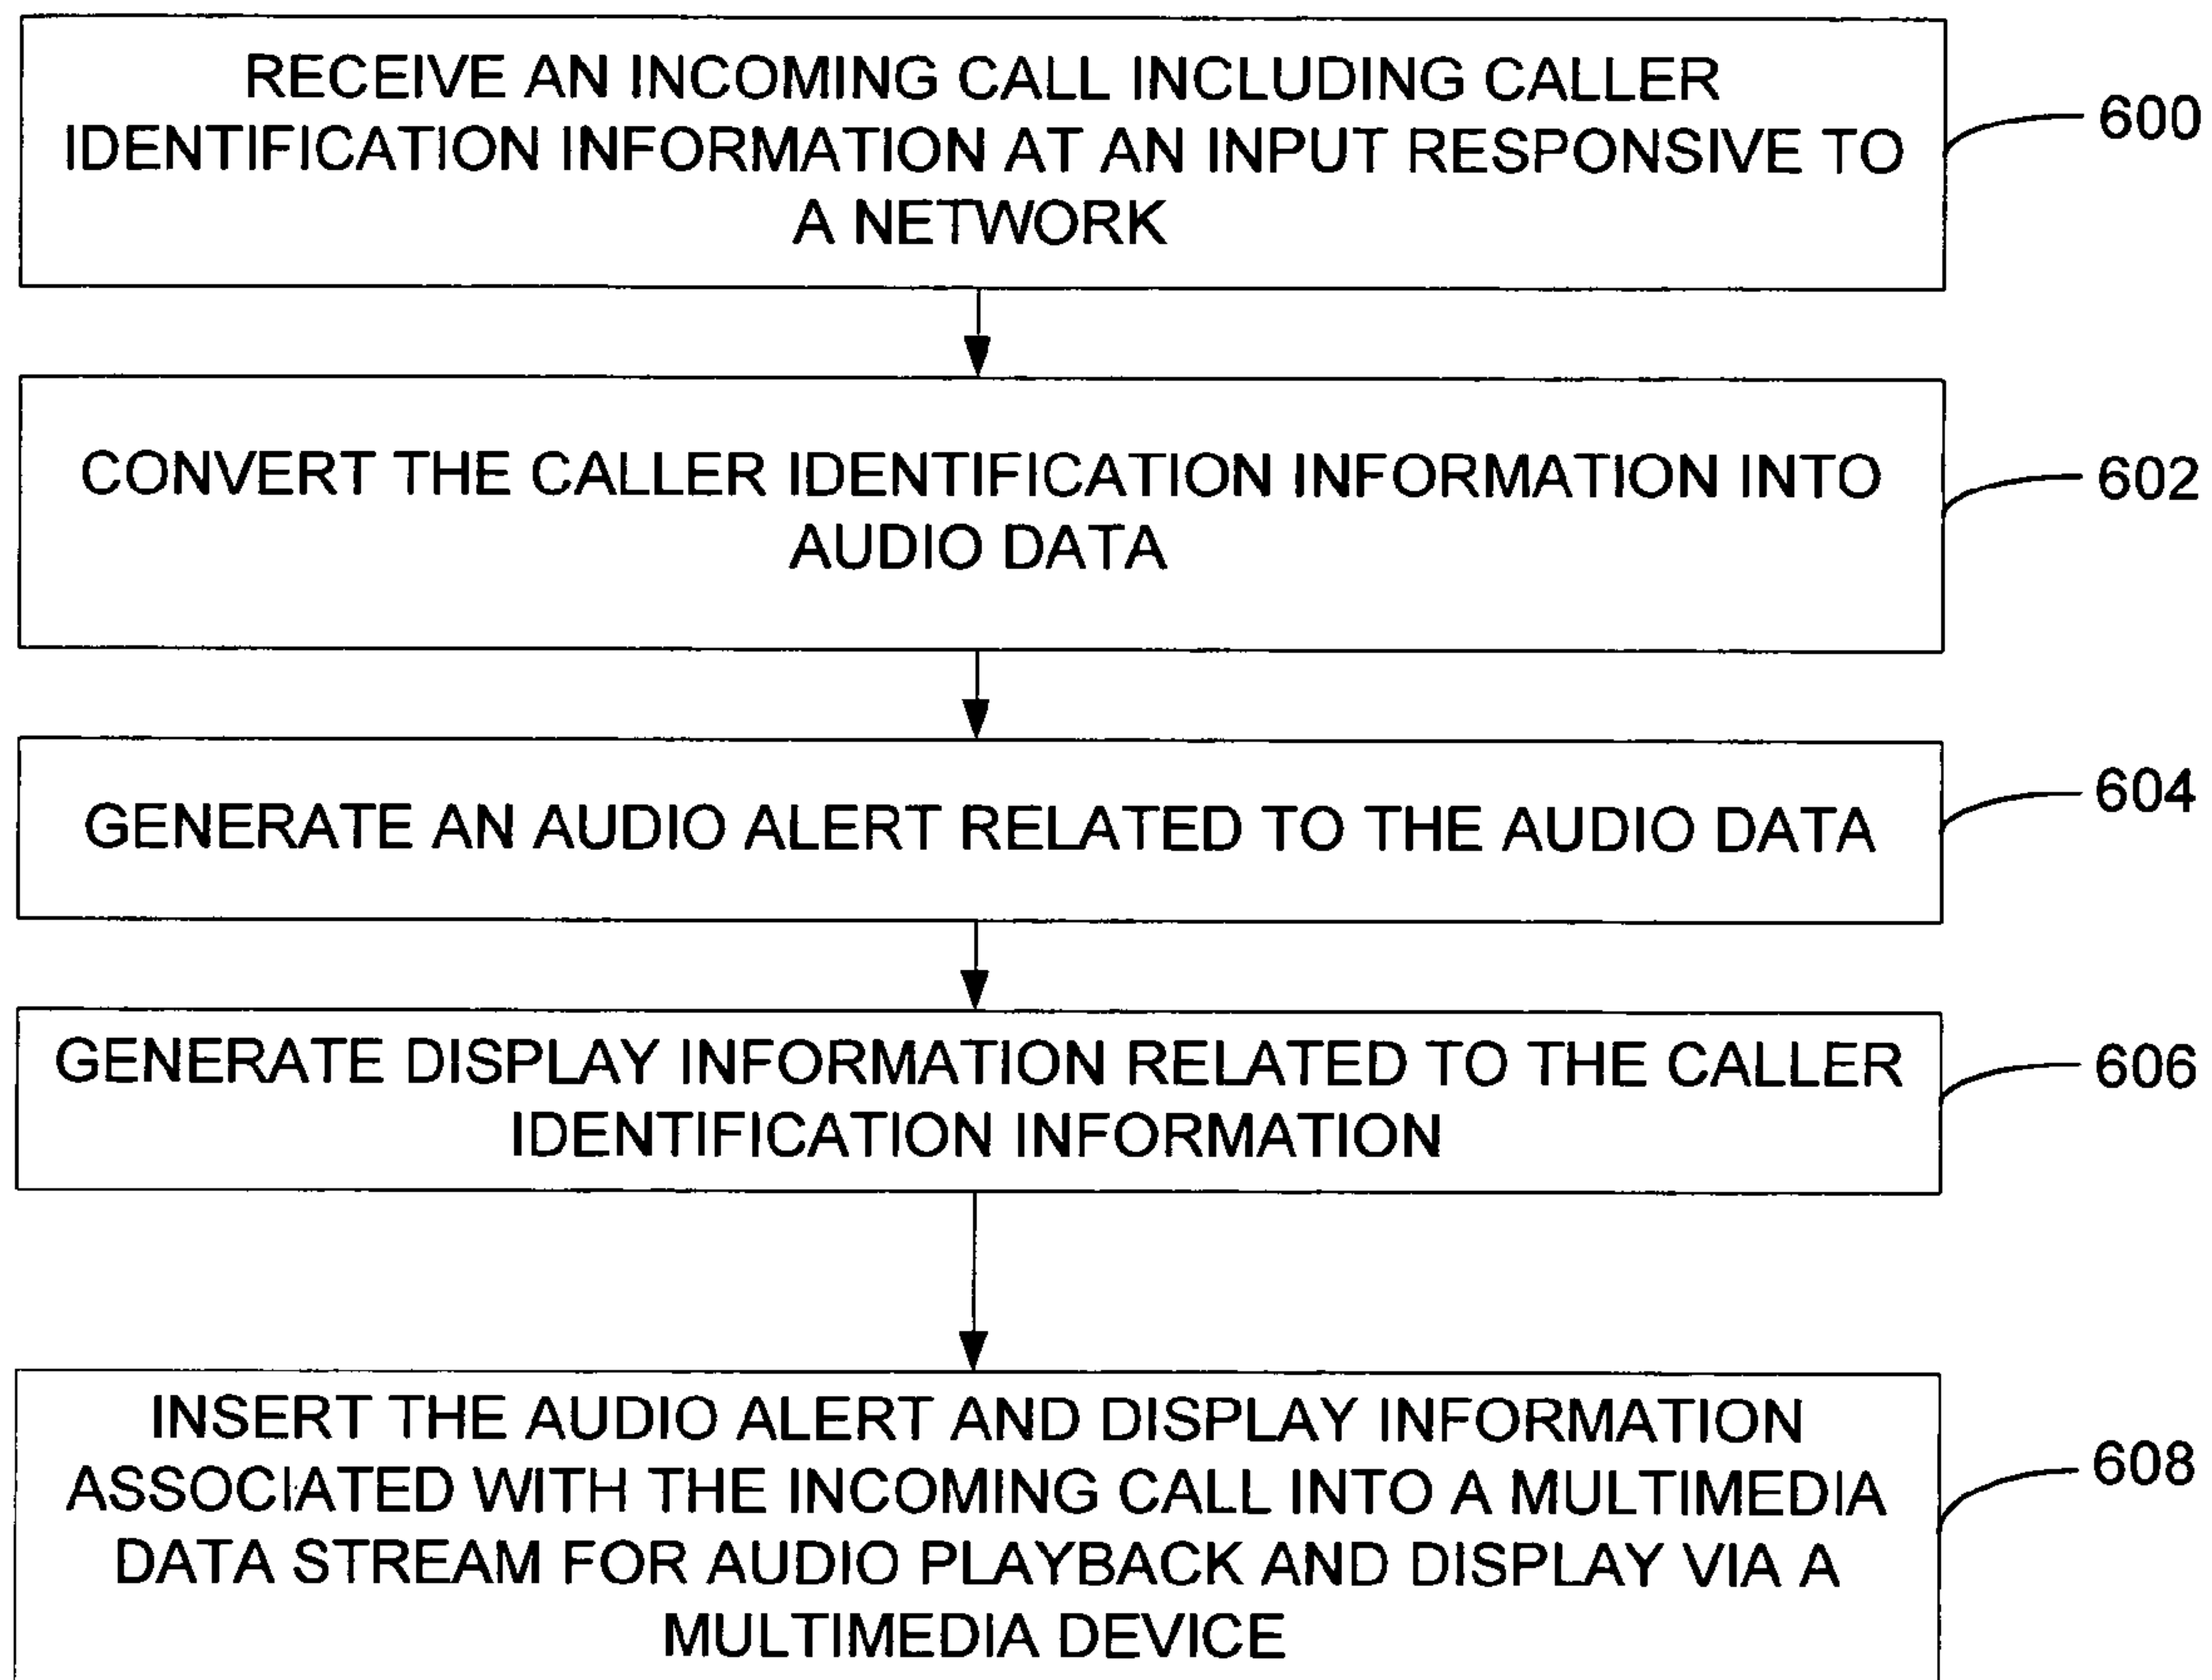 RECEIVE AN INCOMING CALL INCLUDING CALLER
IDENTIFICATION INFORMATION AT AN INPUT RESPONSIVE TO
A NETWORK
600
CONVERT THE CALLER IDENTIFICATION INFORMATION INTO
AUDIO DATA
602
GENERATE AN AUDIO ALERT RELATED TO THE AUDIO DATA
604
GENERATE DISPLAY INFORMATION RELATED TO THE CALLER
IDENTIFICATION INFORMATION
606
INSERT THE AUDIO ALERT AND DISPLAY INFORMATION
ASSOCIATED WITH THE INCOMING CALL INTO A MULTIMEDIA
DATA STREAM FOR AUDIO PLAYBACK AND DISPLAY VIA A
MULTIMEDIA DEVICE
608